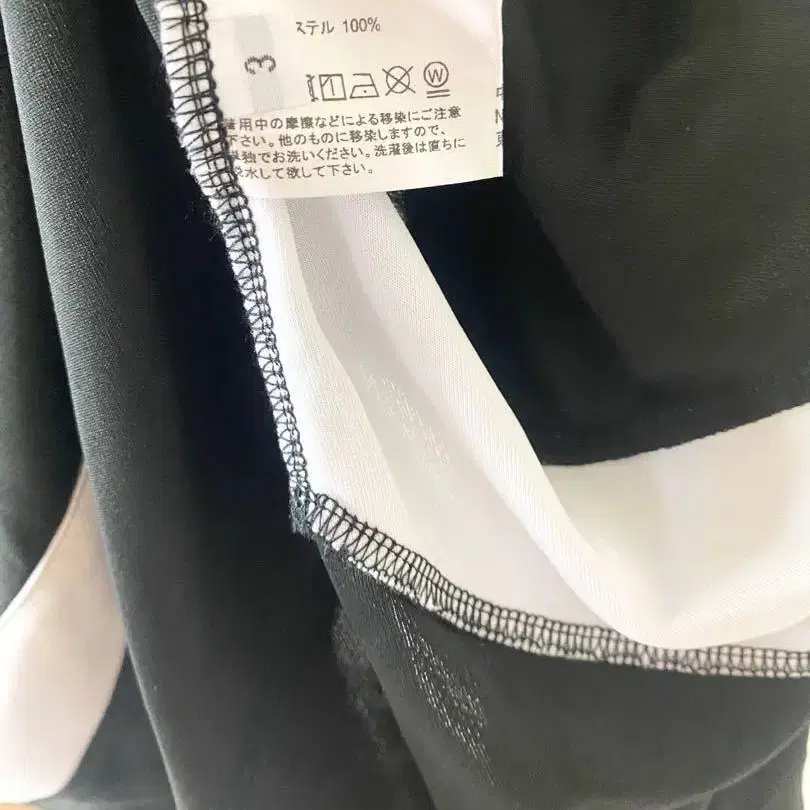 ステル 100%
3
W
着用中の摩擦などによる移染にご注意
下さい。他のものに移染しますので、
単独でお洗いください。洗濯後は直ちに
脱水して欲して下さい。
N